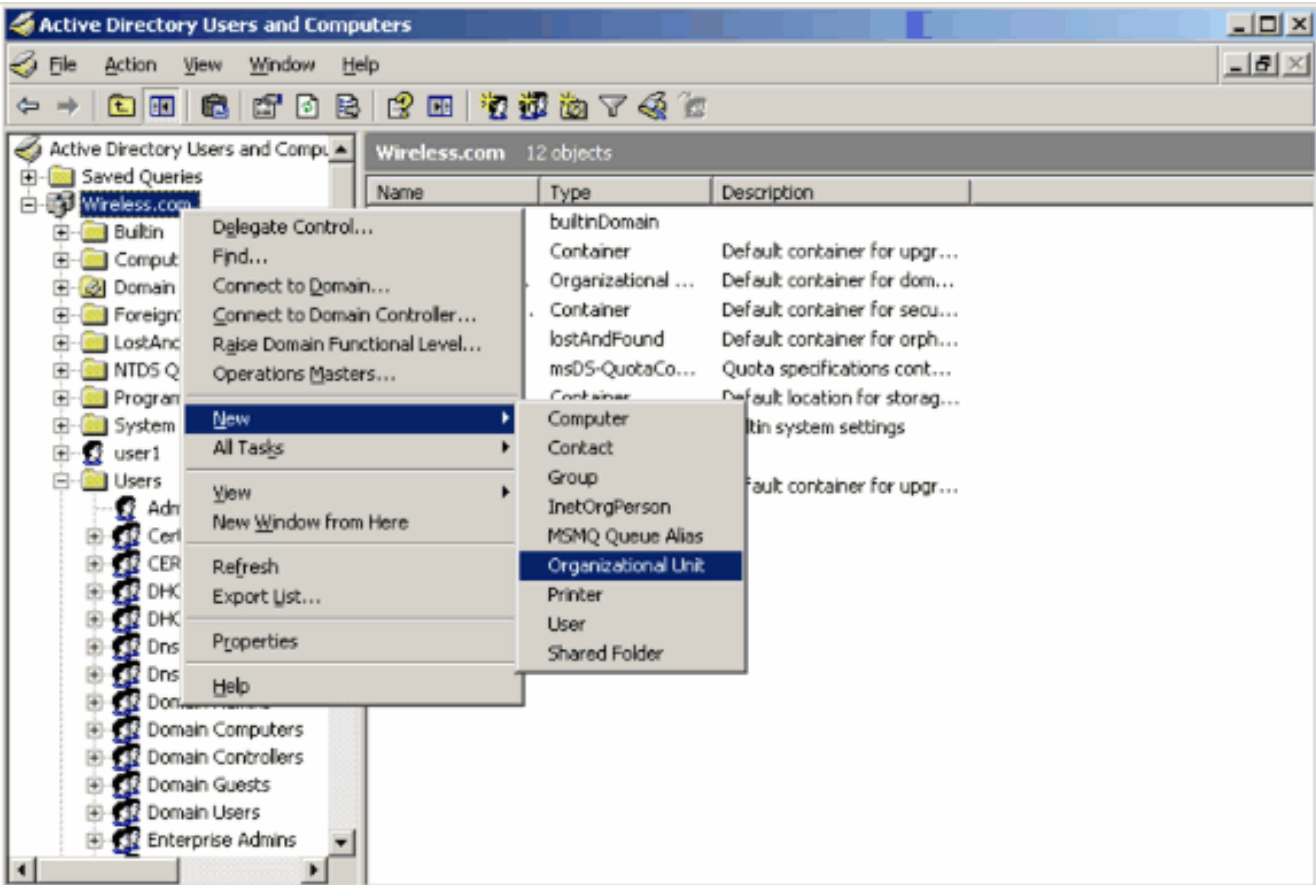 Active Directory Users and Computers
File Action View Window Help
Active Directory Users and Compu
Saved Queries
Wireless.com
Builtin
Comput
Domain
Foreign
LostAnd
NTDS Q
Program
System
user1
Users
Adm
Cert
CER
DHC
DHC
Dns
Dns
Domain Admins
Domain Computers
Domain Controllers
Domain Guests
Domain Users
Enterprise Admins
Wireless.com 12 objects
Name Type Description
builtinDomain
Container Default container for upgr...
Organizational ... Default container for dom...
Container Default container for secu...
lostAndFound Default container for orph...
msDS-QuotaCo... Quota specifications cont...
Container Default location for storag...
ltin system settings
fault container for upgr...
Delegate Control...
Find...
Connect to Domain...
Connect to Domain Controller...
Raise Domain Functional Level...
Operations Masters...
New
All Tasks
View
New Window from Here
Refresh
Export List...
Properties
Help
Computer
Contact
Group
InetOrgPerson
MSMQ Queue Alias
Organizational Unit
Printer
User
Shared Folder